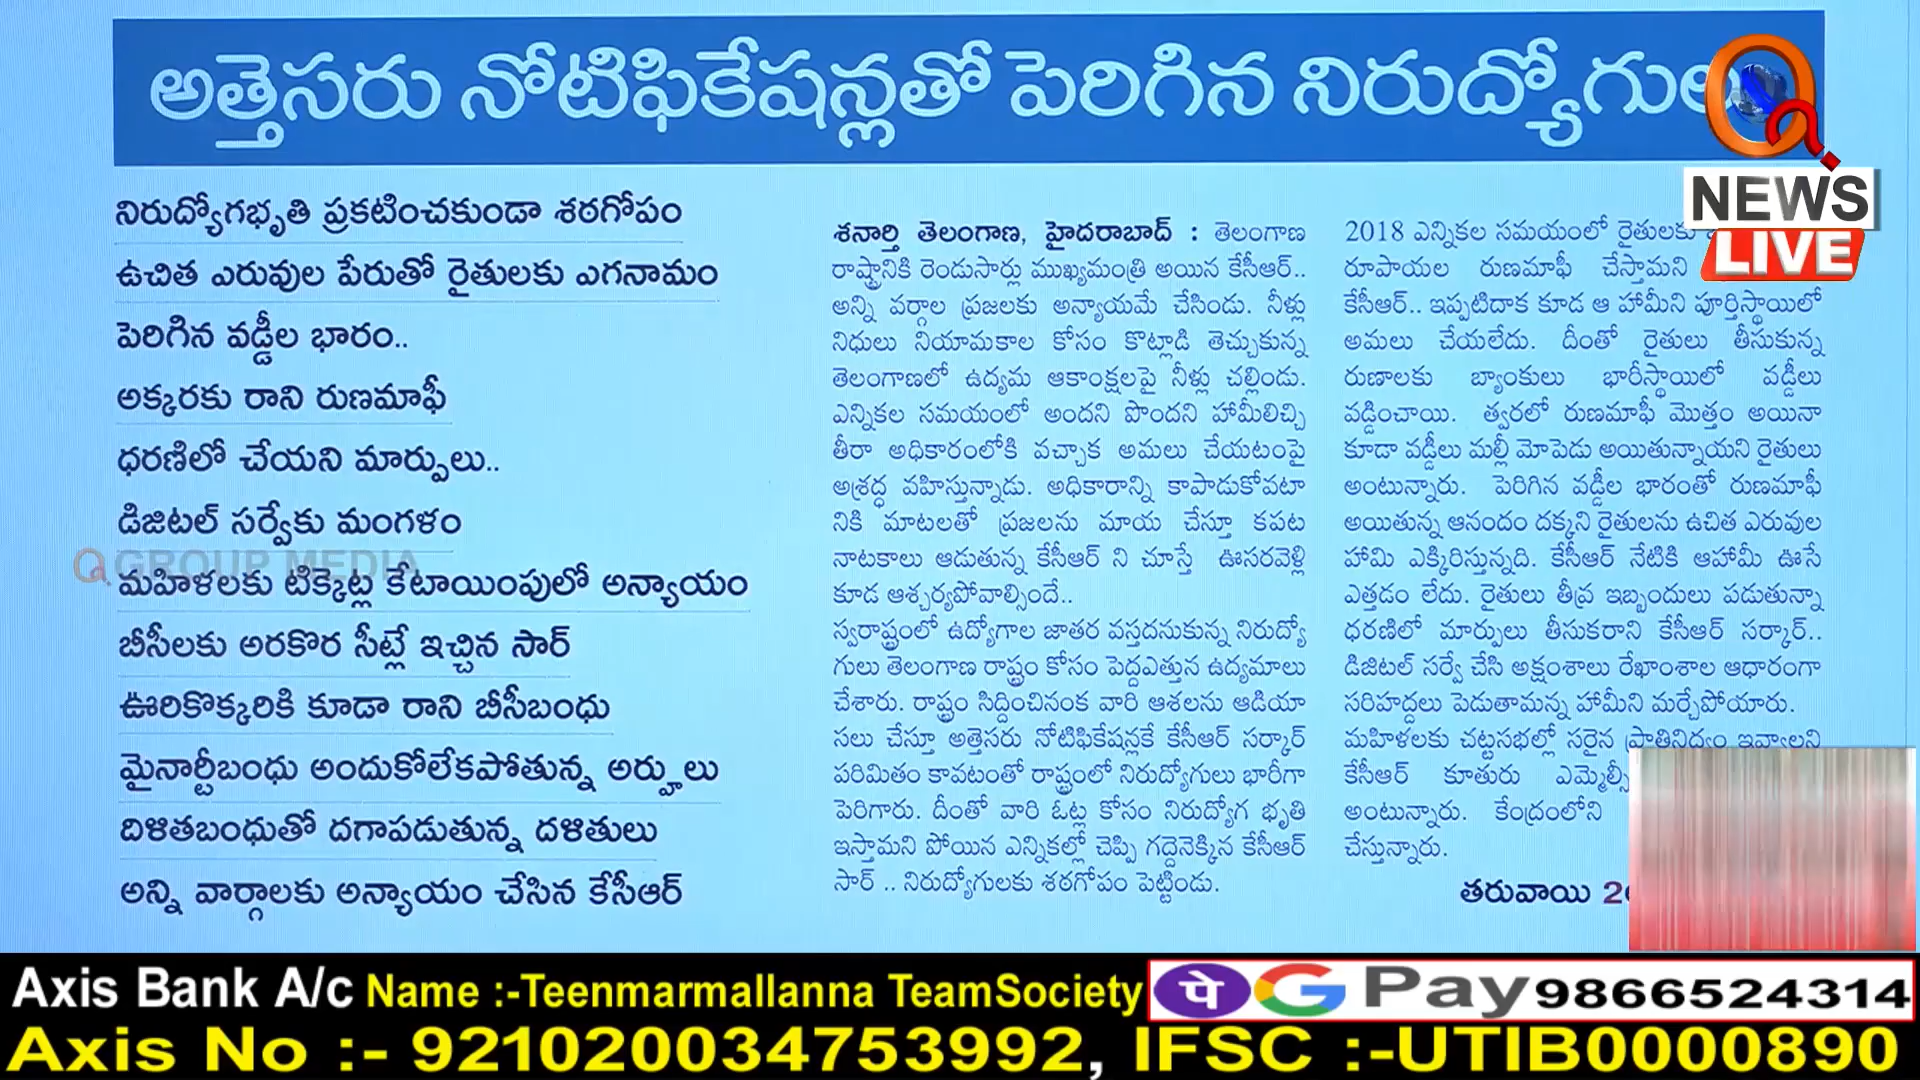 అత్తెసరు నోటిఫికేషన్లతో పెరిగిన నిరుద్యోగుల
NEWS
LIVE
నిరుద్యోగభృతి ప్రకటించకుండా శఠగోపం
ఉచిత ఎరువుల పేరుతో రైతులకు ఎగనామం
పెరిగిన వడ్డీల భారం..
అక్కరకు రాని రుణమాఫీ
ధరణిలో చేయని మార్పులు..
డిజిటల్ సర్వేకు మంగళం
Q GROUP MEDIA
మహిళలకు టిక్కెట్ల కేటాయింపులో అన్యాయం
బీసీలకు అరకొర సీట్లే ఇచ్చిన సార్
ఊరికొక్కరికి కూడా రాని బీసీబంధు
మైనార్టీబంధు అందుకోలేకపోతున్న అర్హులు
దిళితబంధుతో దగాపడుతున్న దళితులు
అన్ని వార్గాలకు అన్యాయం చేసిన కేసీఆర్
శనార్తి తెలంగాణ, హైదరాబాద్ : తెలంగాణ
రాష్ట్రానికి రెండుసార్లు ముఖ్యమంత్రి అయిన కేసీఆర్..
అన్ని వర్గాల ప్రజలకు అన్యాయమే చేసిండు. నీళ్లు
నిధులు నియామకాల కోసం కొట్లాడి తెచ్చుకున్న
తెలంగాణలో ఉద్యమ ఆకాంక్షలపై నీళ్లు చల్లిండు.
ఎన్నికల సమయంలో అందని పొందని హామీలిచ్చి
తీరా అధికారంలోకి వచ్చాక అమలు చేయటంపై
అశ్రద్ధ వహిస్తున్నాడు. అధికారాన్ని కాపాడుకోవటా
నికి మాటలతో ప్రజలను మాయ చేస్తూ కపట
నాటకాలు ఆడుతున్న కేసీఆర్ ని చూస్తే ఊసరవెళ్లి
కూడ ఆశ్చర్యపోవాల్సిందే..
స్వరాష్ట్రంలో ఉద్యోగాల జాతర వస్తదనుకున్న నిరుద్యో
గులు తెలంగాణ రాష్ట్రం కోసం పెద్దఎత్తున ఉద్యమాలు
చేశారు. రాష్ట్రం సిద్దించినంక వారి ఆశలను ఆడియా
సలు చేస్తూ అత్తెసరు నోటిఫికేషన్లకే కేసీఆర్ సర్కార్
పరిమితం కావటంతో రాష్ట్రంలో నిరుద్యోగులు భారీగా
పెరిగారు. దీంతో వారి ఓట్ల కోసం నిరుద్యోగ భృతి
ఇస్తామని పోయిన ఎన్నికల్లో చెప్పి గద్దెనెక్కిన కేసీఆర్
సార్ .. నిరుద్యోగులకు శఠగోపం పెట్టిండు.
2018 ఎన్నికల సమయంలో రైతులకు
రూపాయల రుణమాఫీ చేస్తామని
కేసీఆర్.. ఇప్పటిదాక కూడ ఆ హామీని పూర్తిస్థాయిలో
అమలు చేయలేదు. దీంతో రైతులు తీసుకున్న
రుణాలకు బ్యాంకులు భారీస్థాయిలో వడ్డీలు
వడ్డించాయి. త్వరలో రుణమాఫీ మొత్తం అయినా
కూడా వడ్డీలు మల్లీ మోపెడు అయితున్నాయని రైతులు
అంటున్నారు. పెరిగిన వడ్డీల భారంతో రుణమాఫీ
అయితున్న ఆనందం దక్కని రైతులను ఉచిత ఎరువుల
హామి ఎక్కిరిస్తున్నది. కేసీఆర్ నేటికి ఆహామీ ఊసే
ఎత్తడం లేదు. రైతులు తీవ్ర ఇబ్బందులు పడుతున్నా
ధరణిలో మార్పులు తీసుకరాని కేసీఆర్ సర్కార్..
డిజిటల్ సర్వే చేసి అక్షంశాలు రేఖాంశాల ఆధారంగా
సరిహద్దలు పెడుతామన్న హామీని మర్చేపోయారు.
మహిళలకు చట్టసభల్లో సరైన ప్రాతినిధ్యం ఇవ్వాలని
కేసీఆర్ కూతురు ఎమ్మెల్సీ
అంటున్నారు. కేంద్రంలోని
చేస్తున్నారు.
తరువాయి
Axis Bank A/c Name :-Teenmarmallanna TeamSociety पे G Pay 9866524314
Axis No :- 921020034753992, IFSC :-UTIB0000890